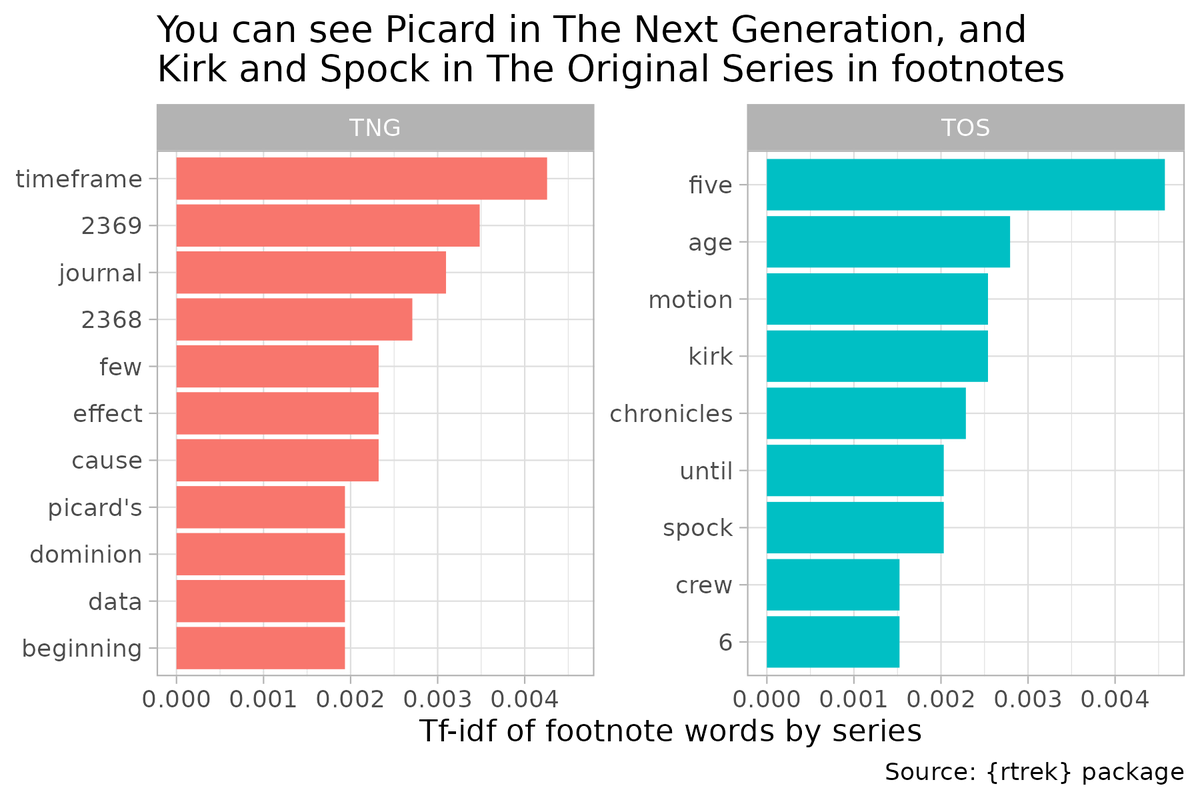 You can see Picard in The Next Generation, and
Kirk and Spock in The Original Series in footnotes
TNG
timeframe
2369
journal
2368
few
effect
cause
picard's
dominion
data
beginning
0.000 0.001 0.002 0.003 0.004
TOS
five
age
motion
kirk
chronicles
until
spock
crew
6
0.000 0.001 0.002 0.003 0.004
Tf-idf of footnote words by series
Source: {rtrek} package